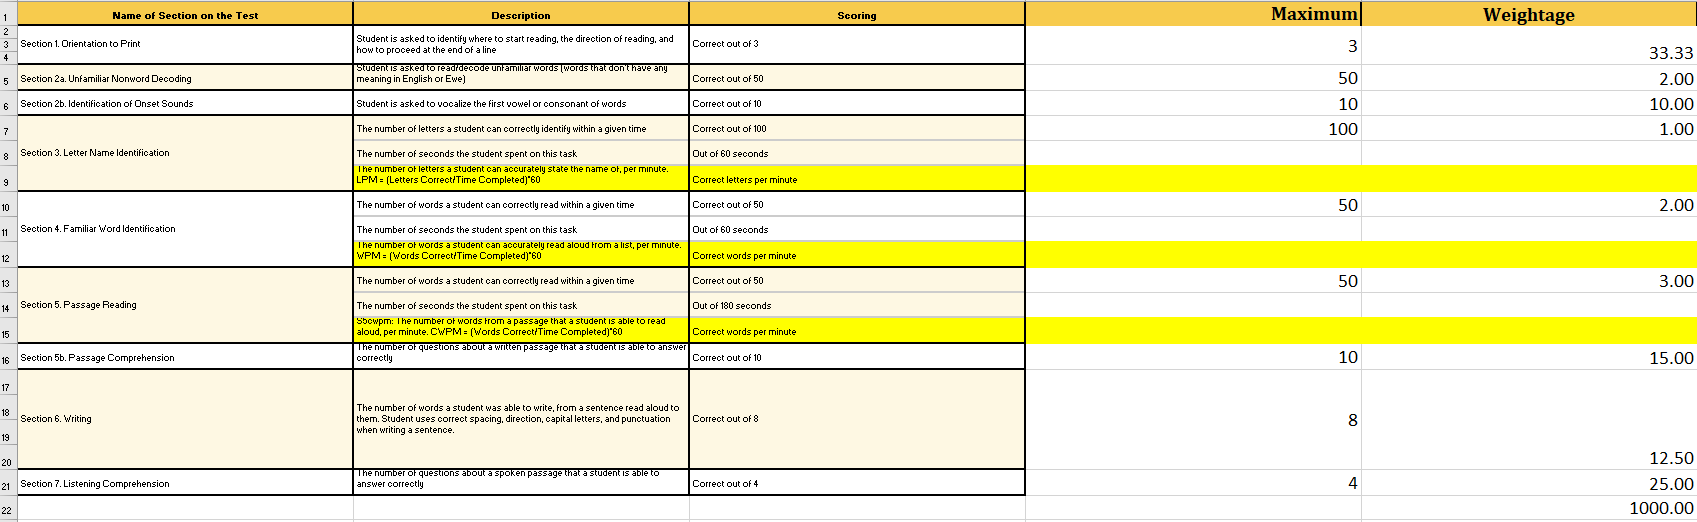 1 Name of Section on the Test Description Scoring Maximum Weightage
2
3 Section 1. Orientation to Print Student is asked to identify where to start reading, the direction of reading, and Correct out of 3 3
how to proceed at the end of a line
4 33.33
Student is asked to read/decode unfamiliar words (words that don't have any
5 Section 2a. Unfamiliar Nonword Decoding meaning in English or Ewe) Correct out of 50 50 2.00
6 Section 2b. Identification of Onset Sounds Student is asked to vocalize the first vowel or consonant of words Correct out of 10 10 10.00
7 The number of letters a student can correctly identify within a given time Correct out of 100 100 1.00
8 Section 3. Letter Name Identification The number of seconds the student spent on this task Out of 60 seconds
The number of letters a student can accurately state the name of, per minute.
9 LPM = (Letters Correct/Time Completed)*60 Correct letters per minute
10 The number of words a student can correctly read within a given time Correct out of 50 50 2.00
11 Section 4. Familiar Word Identification The number of seconds the student spent on this task Out of 60 seconds
The number of words a student can accurately read aloud from a list, per minute.
12 WPM = (Words Correct/Time Completed)*60 Correct words per minute
13 The number of words a student can correctly read within a given time Correct out of 50 50 3.00
14 Section 5. Passage Reading The number of seconds the student spent on this task Out of 180 seconds
S5cwpm: The number of words from a passage that a student is able to read
15 aloud, per minute. CWPM = (Words Correct/Time Completed)*60 Correct words per minute
The number of questions about a written passage that a student is able to answer
16 Section 5b. Passage Comprehension correctly Correct out of 10 10 15.00
17
18 The number of words a student was able to write, from a sentence read aloud to
Section 6. Writing them. Student uses correct spacing, direction, capital letters, and punctuation Correct out of 8 8
19 when writing a sentence.
20 12.50
The number of questions about a spoken passage that a student is able to
21 Section 7. Listening Comprehension answer correctly Correct out of 4 4 25.00
22 1000.00